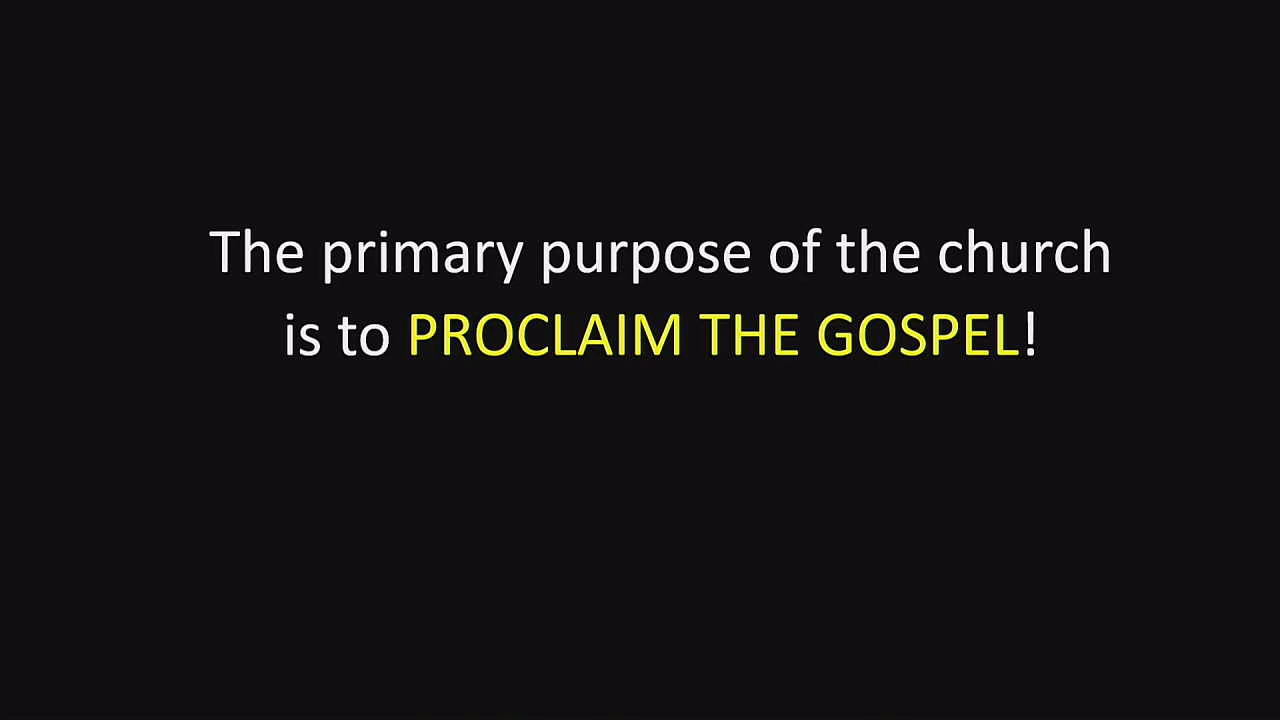 The primary purpose of the church
is to PROCLAIM THE GOSPEL!